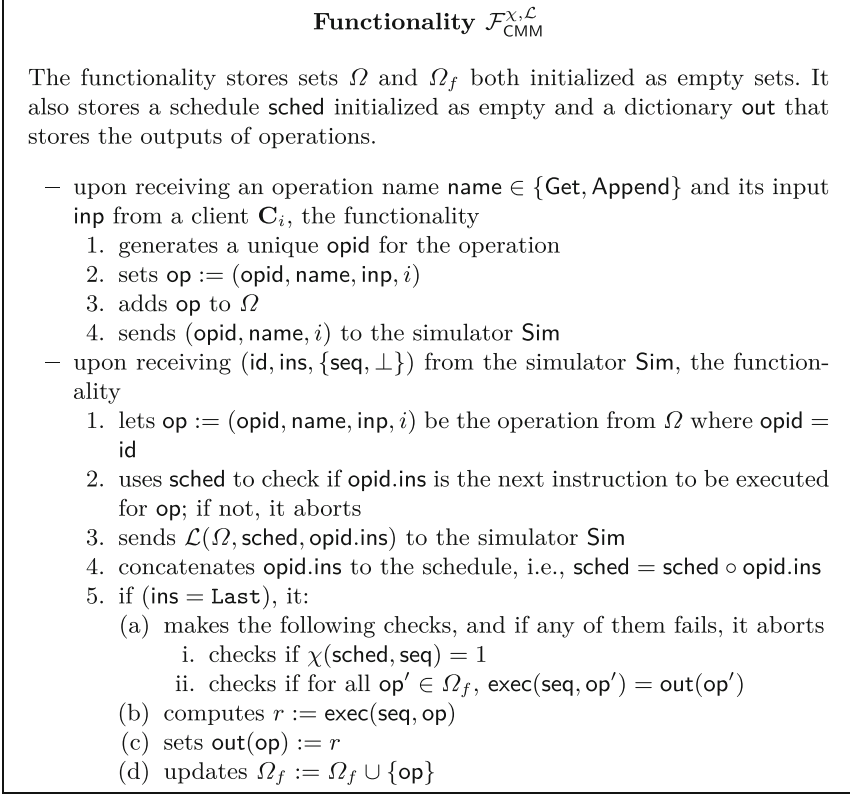 Functionality $\mathcal{F}_{\mathsf{CMM}}^{\chi,\mathcal{L}}$
The functionality stores sets Ω and Ω_f both initialized as empty sets. It
also stores a schedule sched initialized as empty and a dictionary out that
stores the outputs of operations.
– upon receiving an operation name name ∈ {Get, Append} and its input
inp from a client C_i, the functionality
1. generates a unique opid for the operation
2. sets op := (opid, name, inp, i)
3. adds op to Ω
4. sends (opid, name, i) to the simulator Sim
– upon receiving (id, ins, {seq, ⊥}) from the simulator Sim, the function-
ality
1. lets op := (opid, name, inp, i) be the operation from Ω where opid =
id
2. uses sched to check if opid.ins is the next instruction to be executed
for op; if not, it aborts
3. sends ℒ(Ω, sched, opid.ins) to the simulator Sim
4. concatenates opid.ins to the schedule, i.e., sched = sched ∘ opid.ins
5. if (ins = Last), it:
(a) makes the following checks, and if any of them fails, it aborts
i. checks if χ(sched, seq) = 1
ii. checks if for all op′ ∈ Ω_f, exec(seq, op′) = out(op′)
(b) computes r := exec(seq, op)
(c) sets out(op) := r
(d) updates Ω_f := Ω_f ∪ {op}